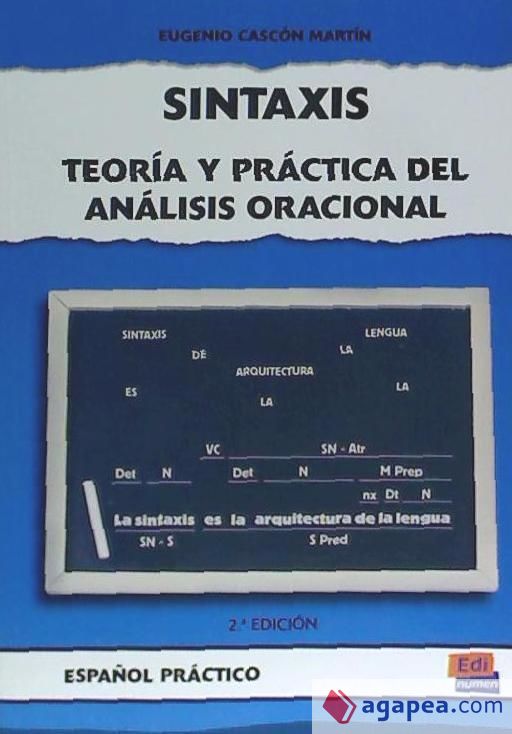 EUGENIO CASCÓN MARTÍN
SINTAXIS
TEORÍA Y PRÁCTICA DEL
ANÁLISIS ORACIONAL
SINTAXIS LENGUA
DE LA
ARQUITECTURA
ES LA
LA
VC SN - Atr
Det N Det N M Prep
nx Dt N
La sintaxis es la arquitectura de la lengua
SN - S S Pred
2.ª EDICIÓN
ESPAÑOL PRÁCTICO
Edi
numen
agapea.com